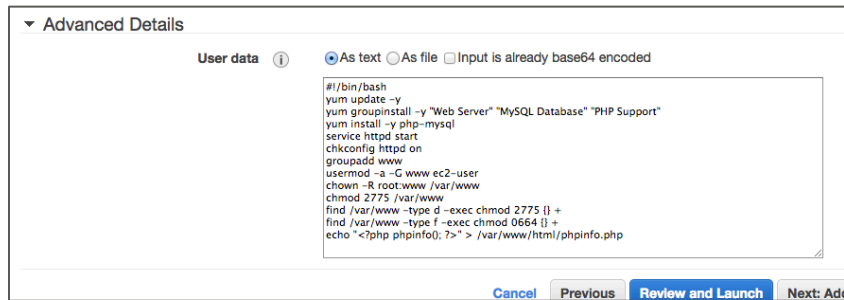 Advanced Details
User data i As text As file Input is already base64 encoded
#!/bin/bash
yum update -y
yum groupinstall -y "Web Server" "MySQL Database" "PHP Support"
yum install -y php-mysql
service httpd start
chkconfig httpd on
groupadd www
usermod -a -G www ec2-user
chown -R root:www /var/www
chmod 2775 /var/www
find /var/www -type d -exec chmod 2775 {} +
find /var/www -type f -exec chmod 0664 {} +
echo "<?php phpinfo(); ?>" > /var/www/html/phpinfo.php
Cancel Previous Review and Launch Next: Add